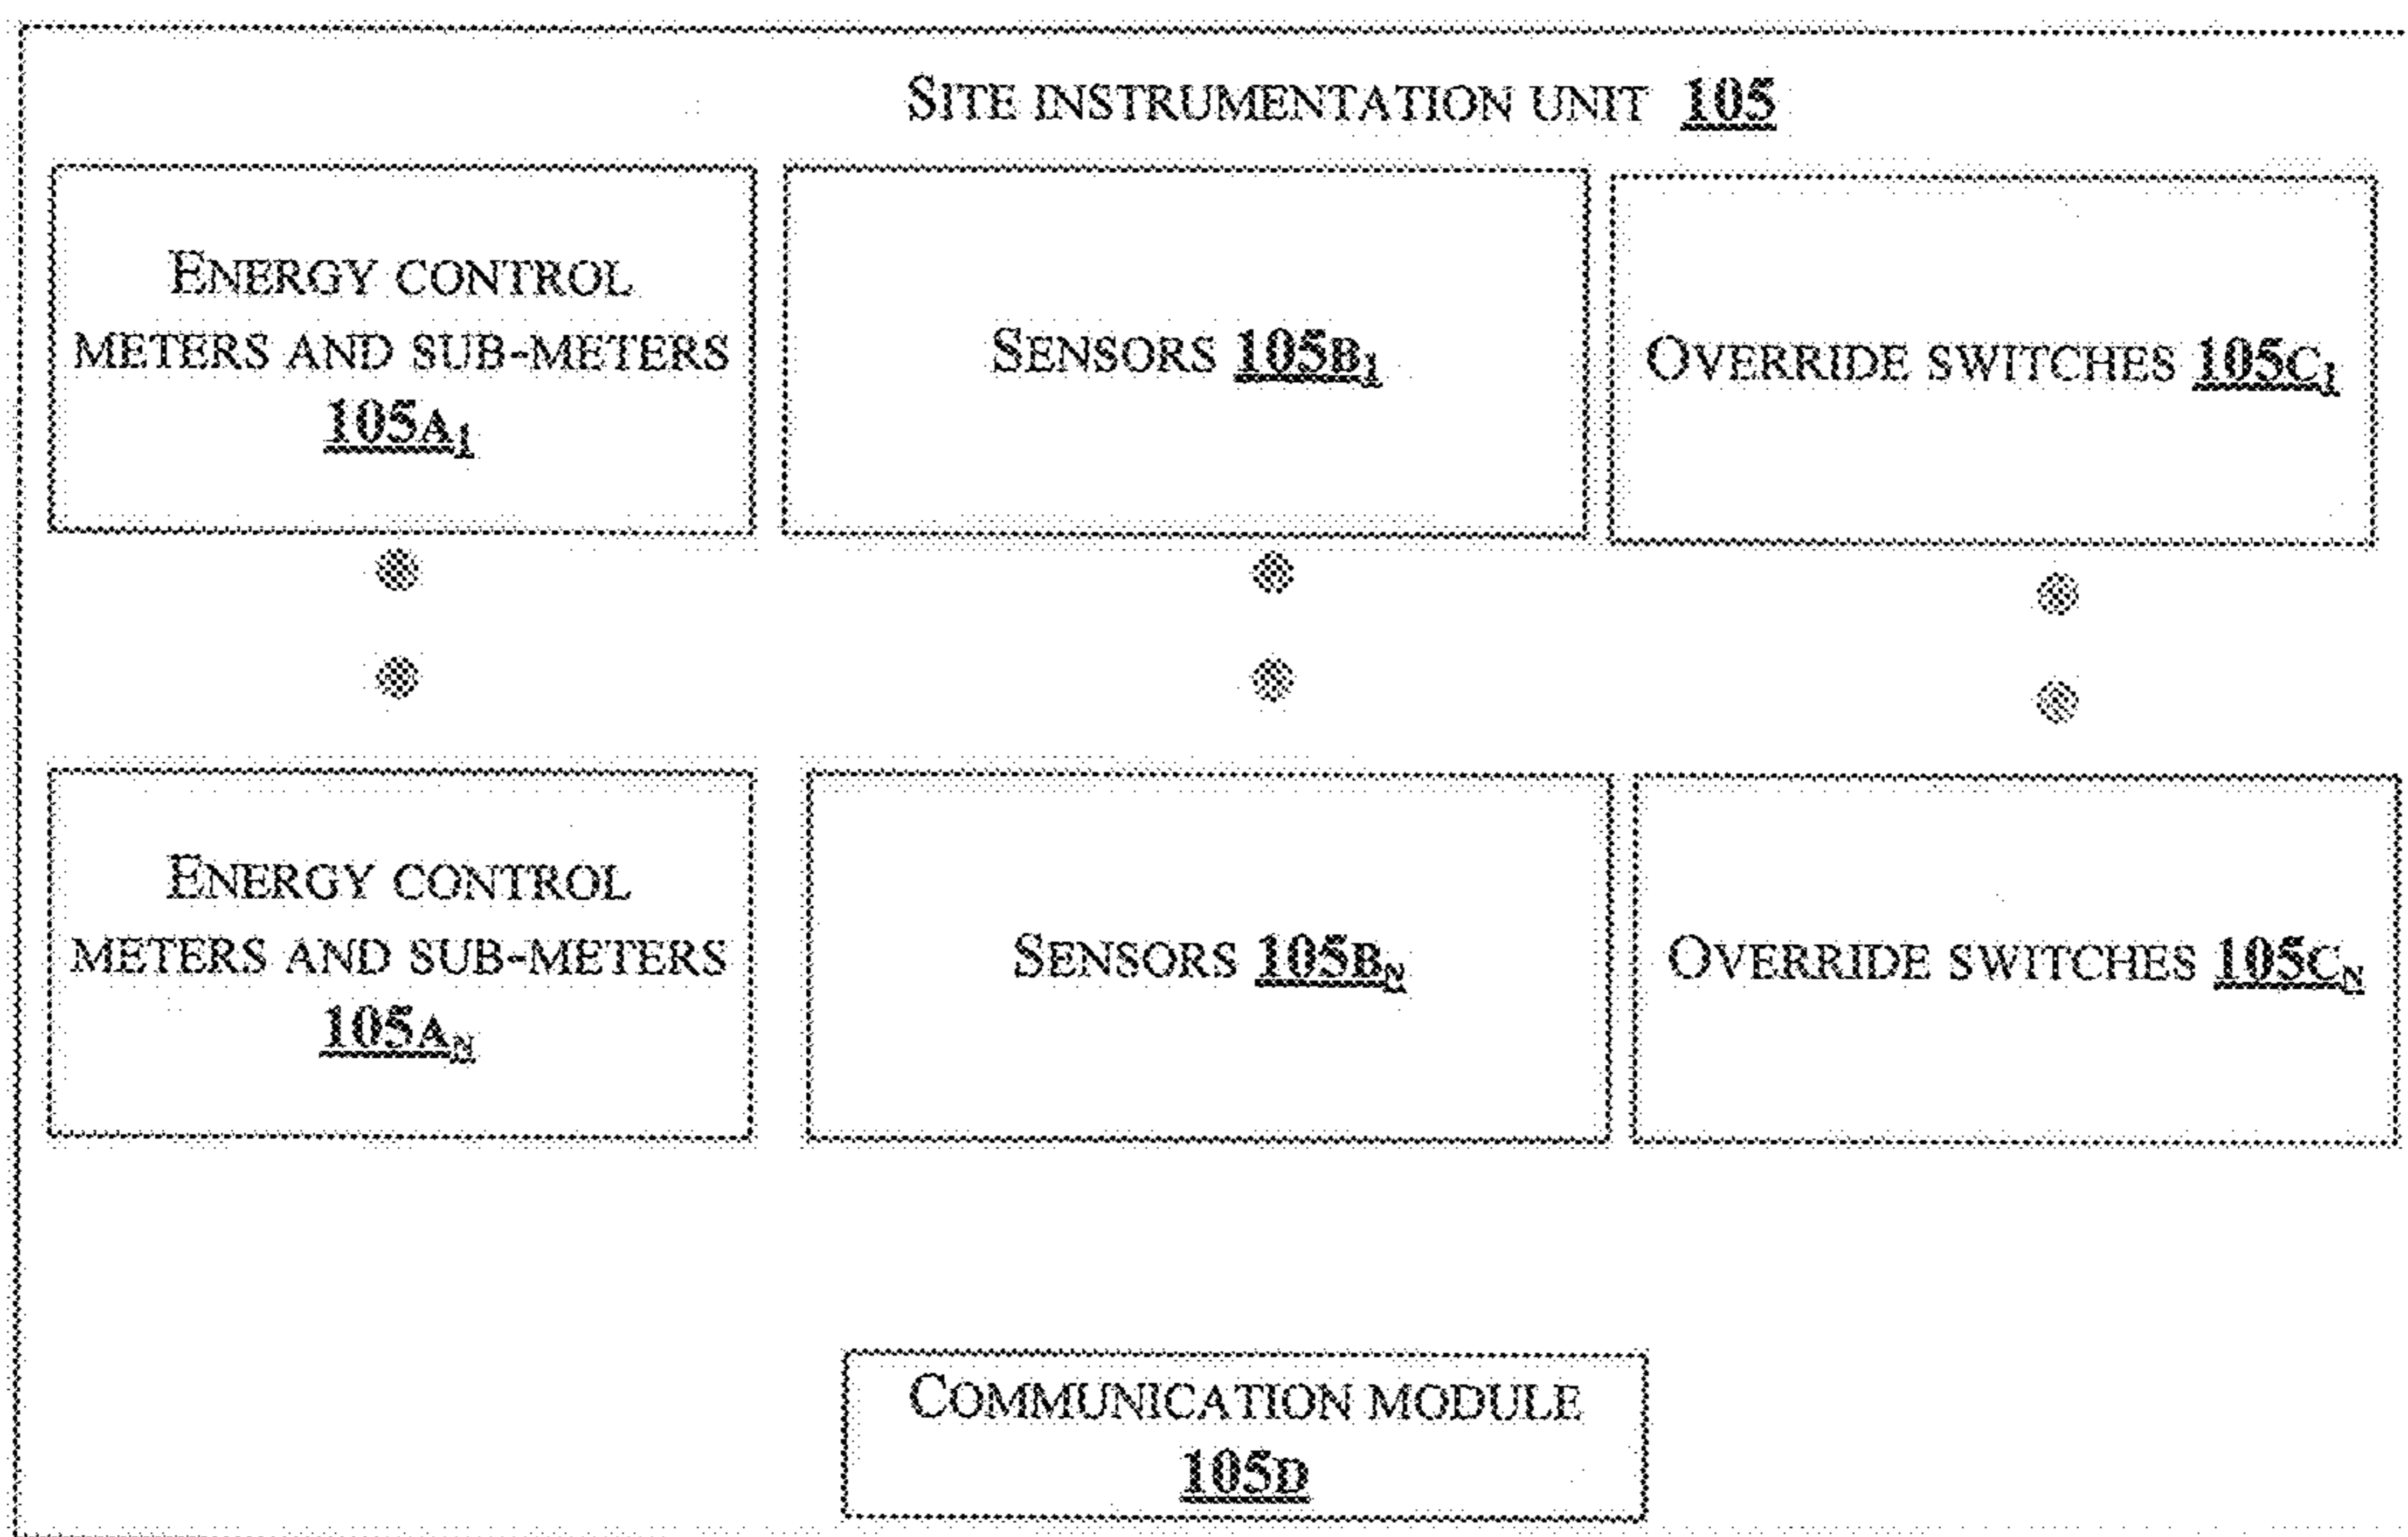 SITE INSTRUMENTATION UNIT 105
ENERGY CONTROL
METERS AND SUB-METERS
105A₁
SENSORS 105B₁
OVERRIDE SWITCHES 105C₁
ENERGY CONTROL
METERS AND SUB-METERS
105Aₙ
SENSORS 105Bₙ
OVERRIDE SWITCHES 105Cₙ
COMMUNICATION MODULE
105D